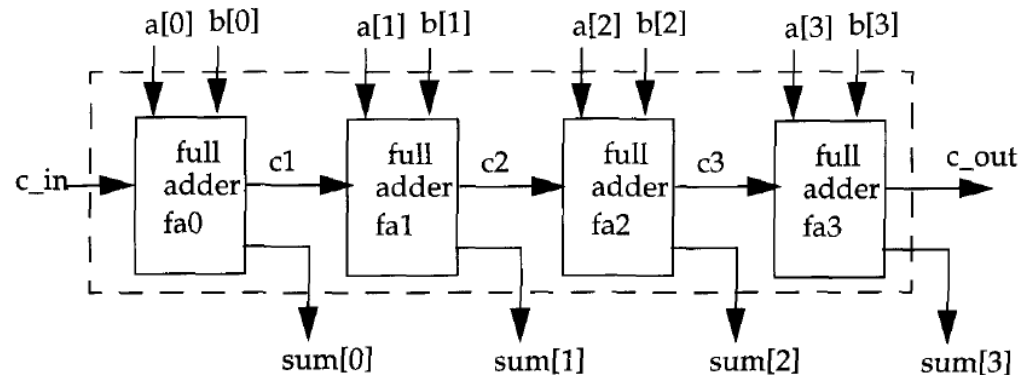 a[0] b[0] a[1] b[1] a[2] b[2] a[3] b[3]
full adder fa0
full adder fa1
full adder fa2
full adder fa3
c_in c1 c2 c3 c_out
sum[0] sum[1] sum[2] sum[3]